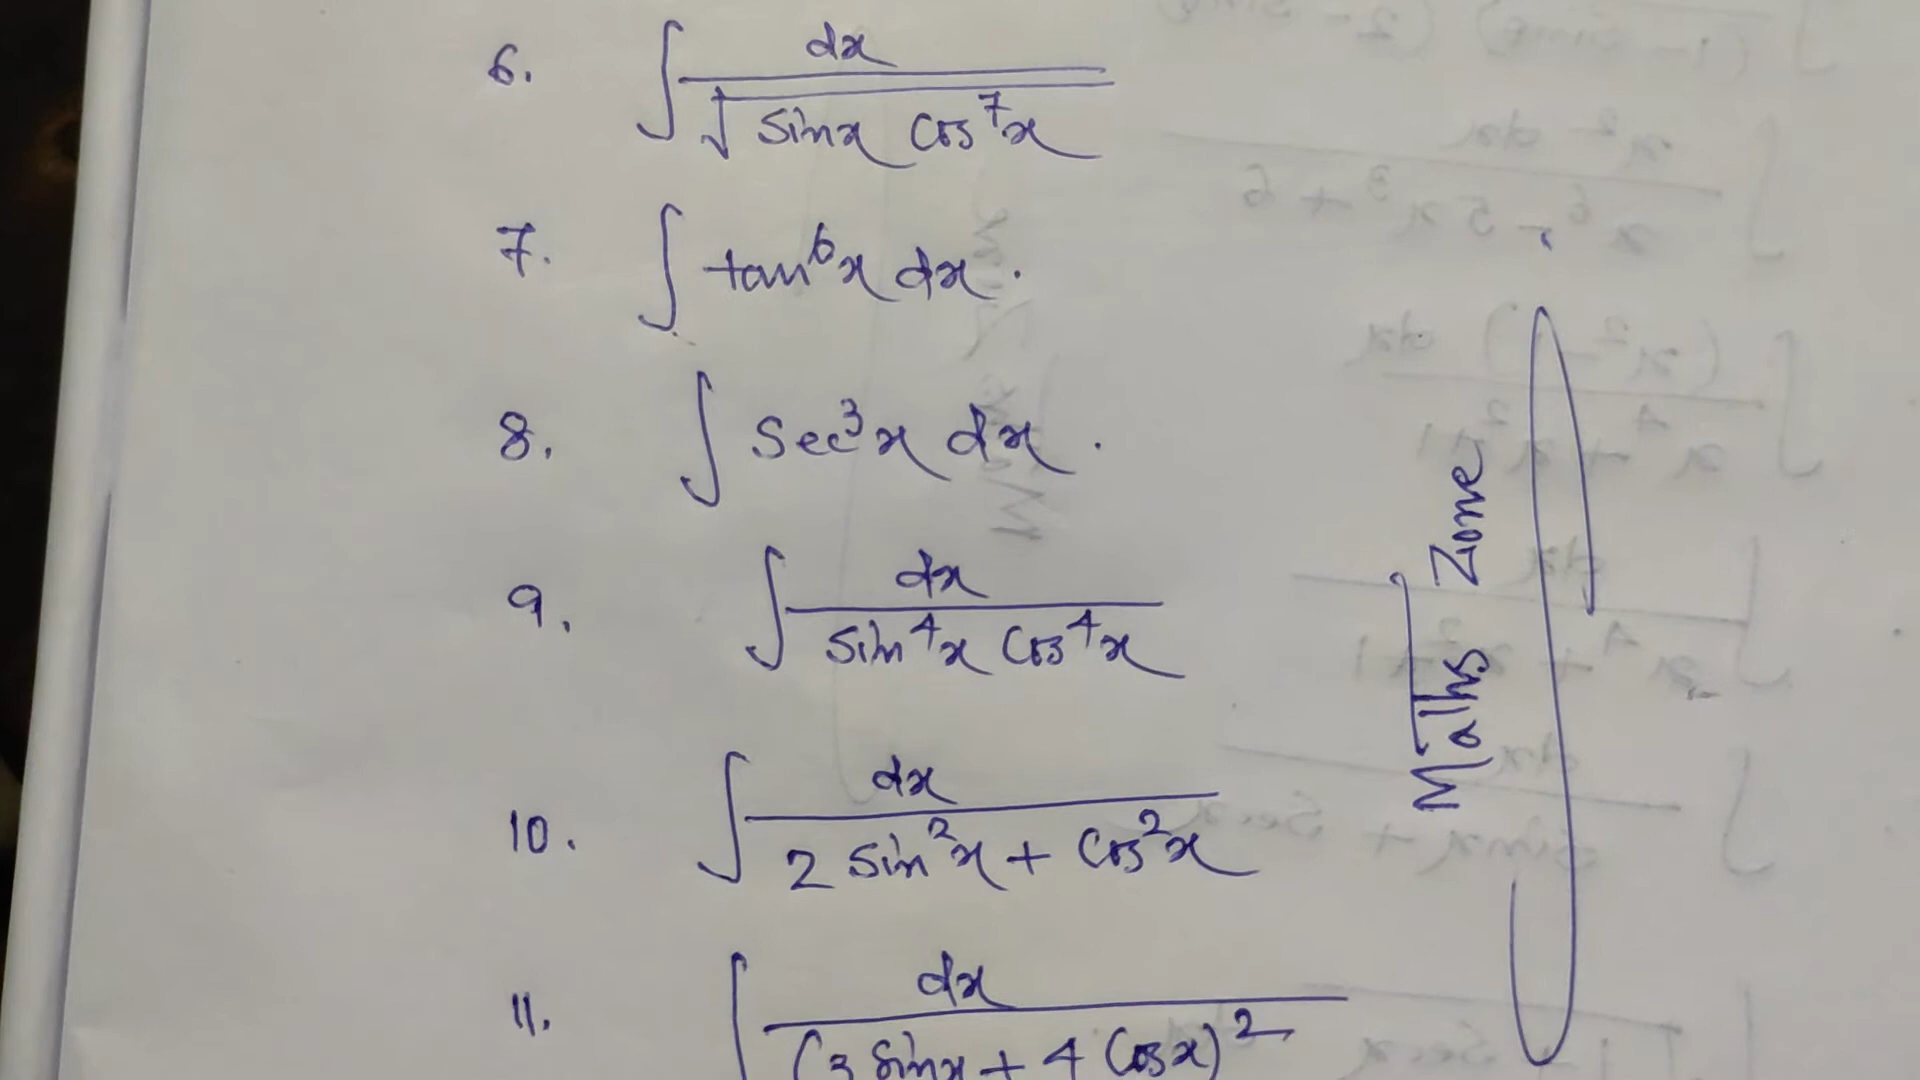 6. ∫ dx / √(sinx cos⁷x)
7. ∫ tan⁶x dx.
8. ∫ Sec³x dx.
9. ∫ dx / (sin⁴x cos⁴x)
10. ∫ dx / (2 sin²x + cos²x)
11. ∫ dx / (3 sinx + 4 cosx)²
Maths Zone